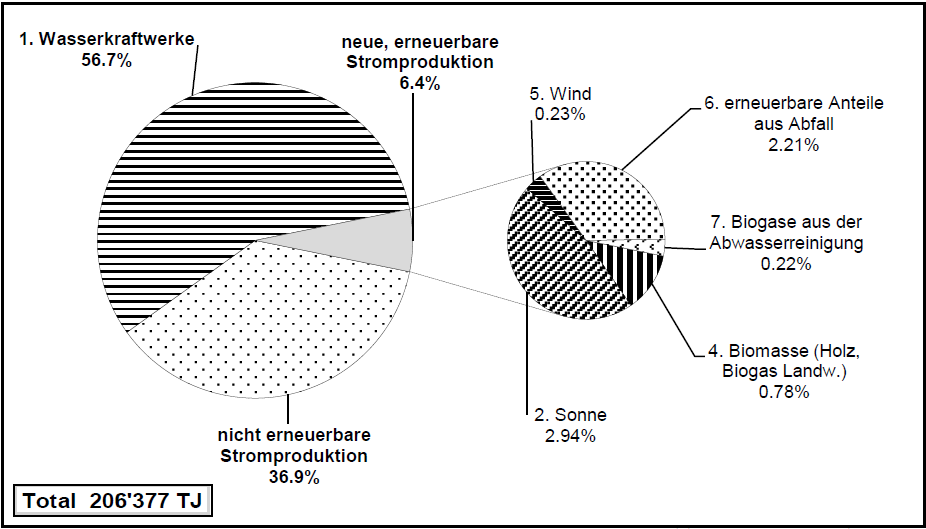 1. Wasserkraftwerke
56.7%
neue, erneuerbare
Stromproduktion
6.4%
5. Wind
0.23%
6. erneuerbare Anteile
aus Abfall
2.21%
7. Biogase aus der
Abwasserreinigung
0.22%
4. Biomasse (Holz,
Biogas Landw.)
0.78%
2. Sonne
2.94%
nicht erneuerbare
Stromproduktion
36.9%
Total 206'377 TJ